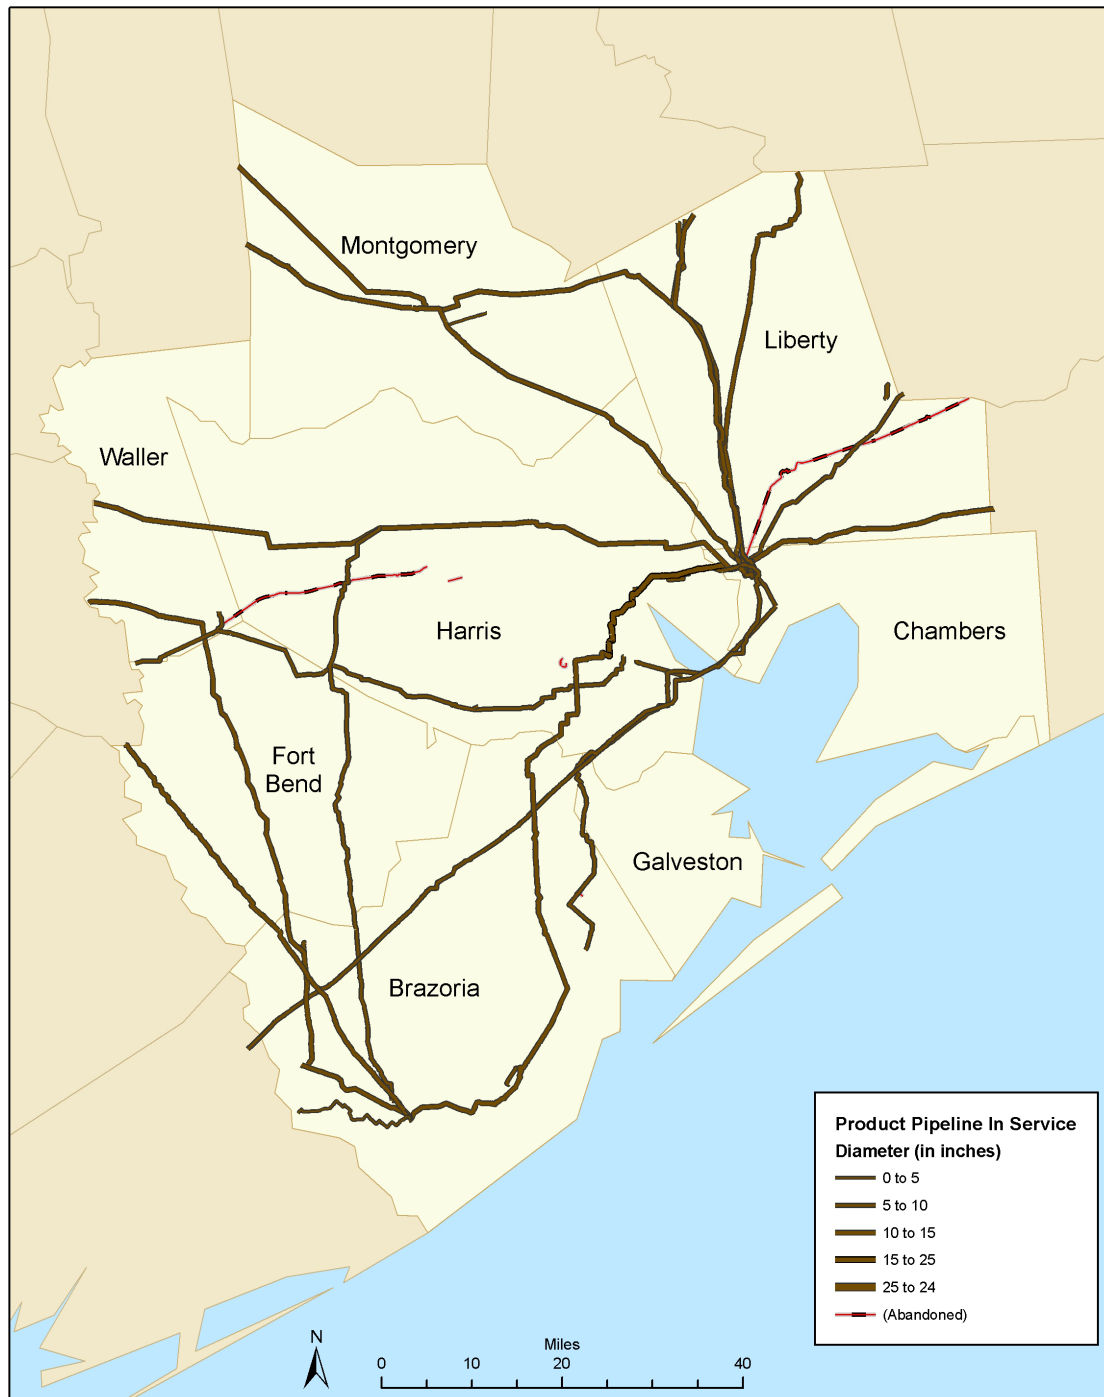 Montgomery
Liberty
Waller
Harris
Chambers
Fort
Bend
Galveston
Brazoria
Product Pipeline In Service
Diameter (in inches)
0 to 5
5 to 10
10 to 15
15 to 25
25 to 24
(Abandoned)
N
Miles
0 10 20 40